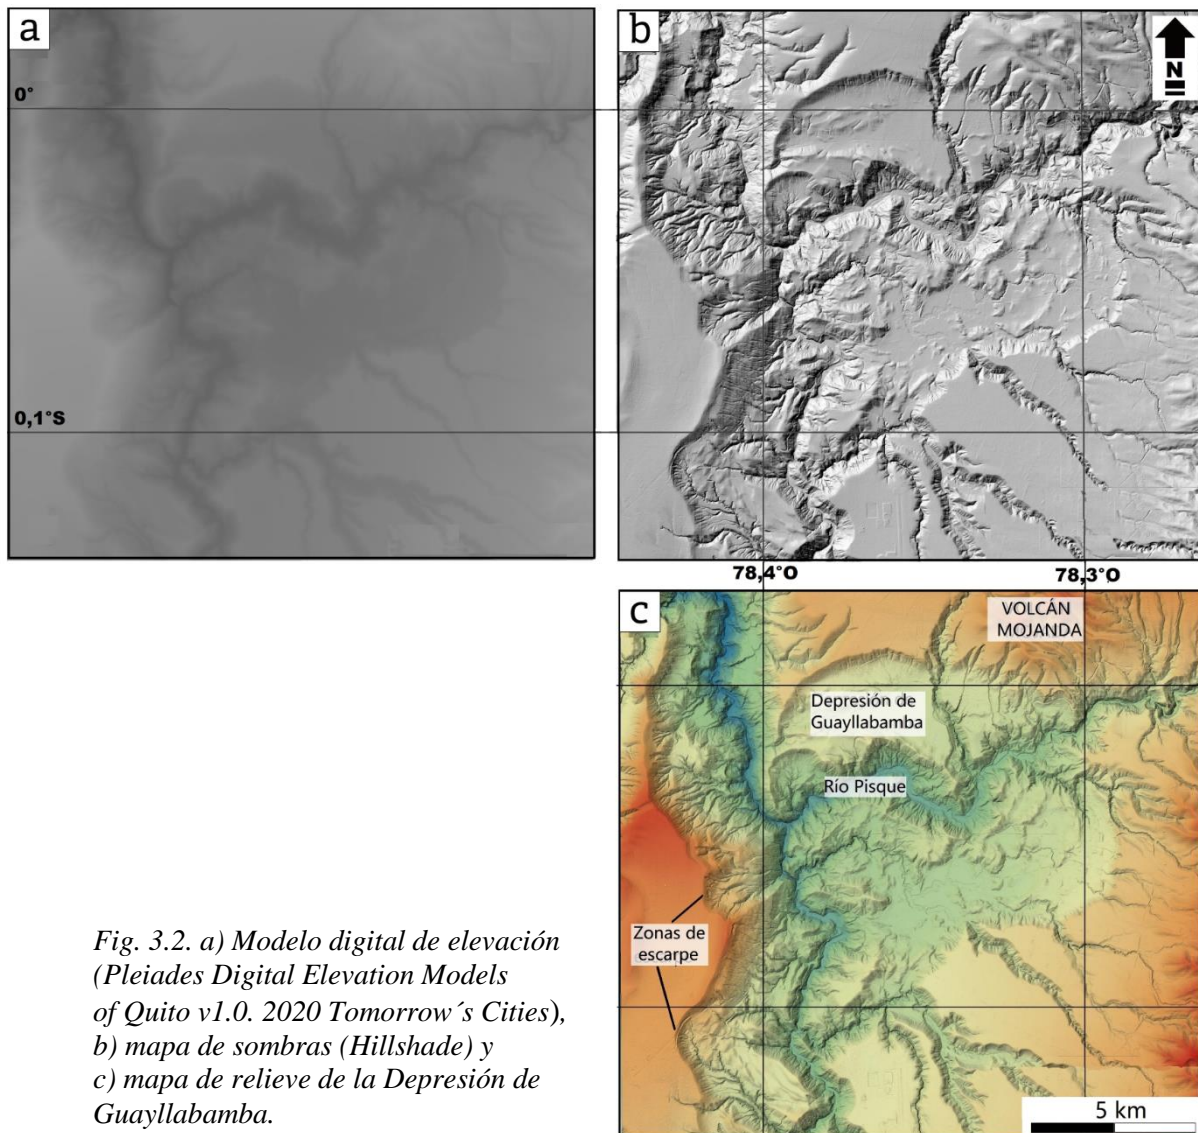 a
0°
0,1°S
b
N
78,4°O
78,3°O
c
VOLCÁN
MOJANDA
Depresión de
Guayllabamba
Río Pisque
Zonas de
escarpe
5 km
Fig. 3.2. a) Modelo digital de elevación
(Pleiades Digital Elevation Models
of Quito v1.0. 2020 Tomorrow´s Cities),
b) mapa de sombras (Hillshade) y
c) mapa de relieve de la Depresión de
Guayllabamba.